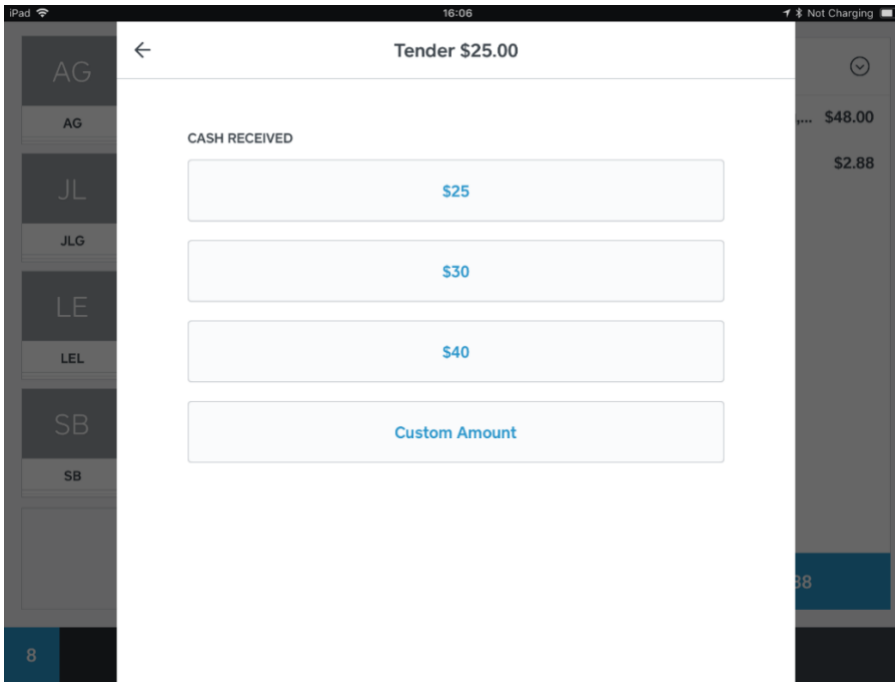 iPad 16:06 Not Charging
Tender $25.00
AG
AG
,... $48.00
CASH RECEIVED
$2.88
$25
JL
JLG
$30
LE
LEL
$40
SB
Custom Amount
SB
88
8